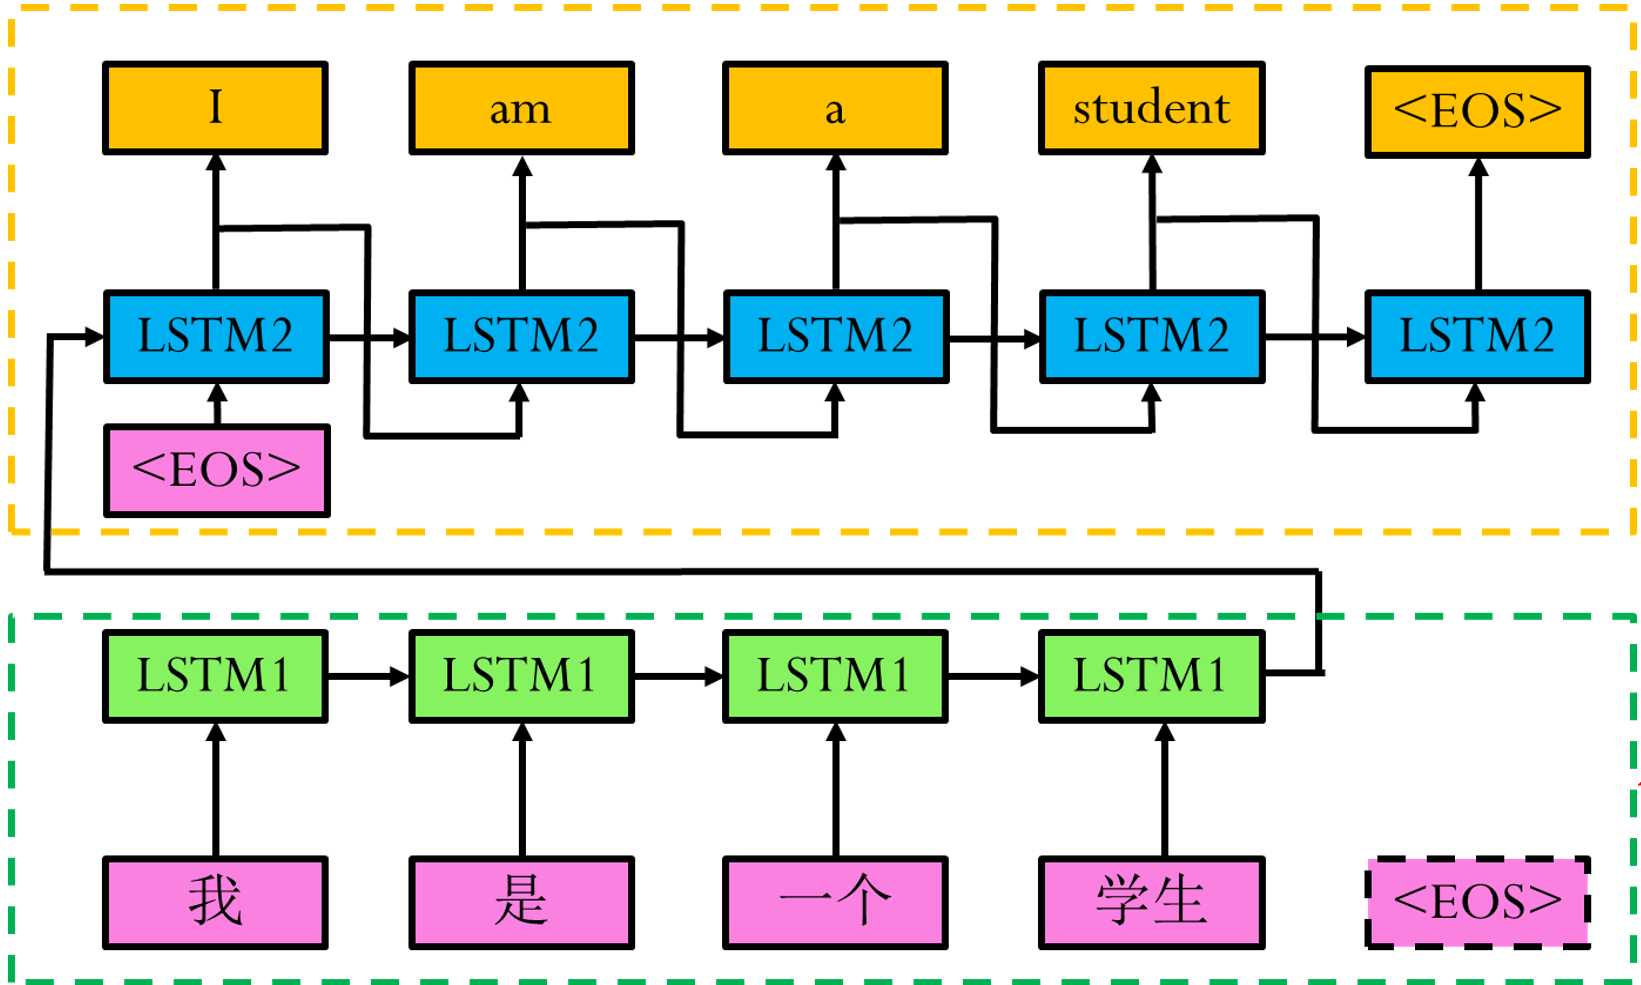 I am a student <EOS>
LSTM2 LSTM2 LSTM2 LSTM2 LSTM2
<EOS>
LSTM1 LSTM1 LSTM1 LSTM1
我 是 一个 学生 <EOS>